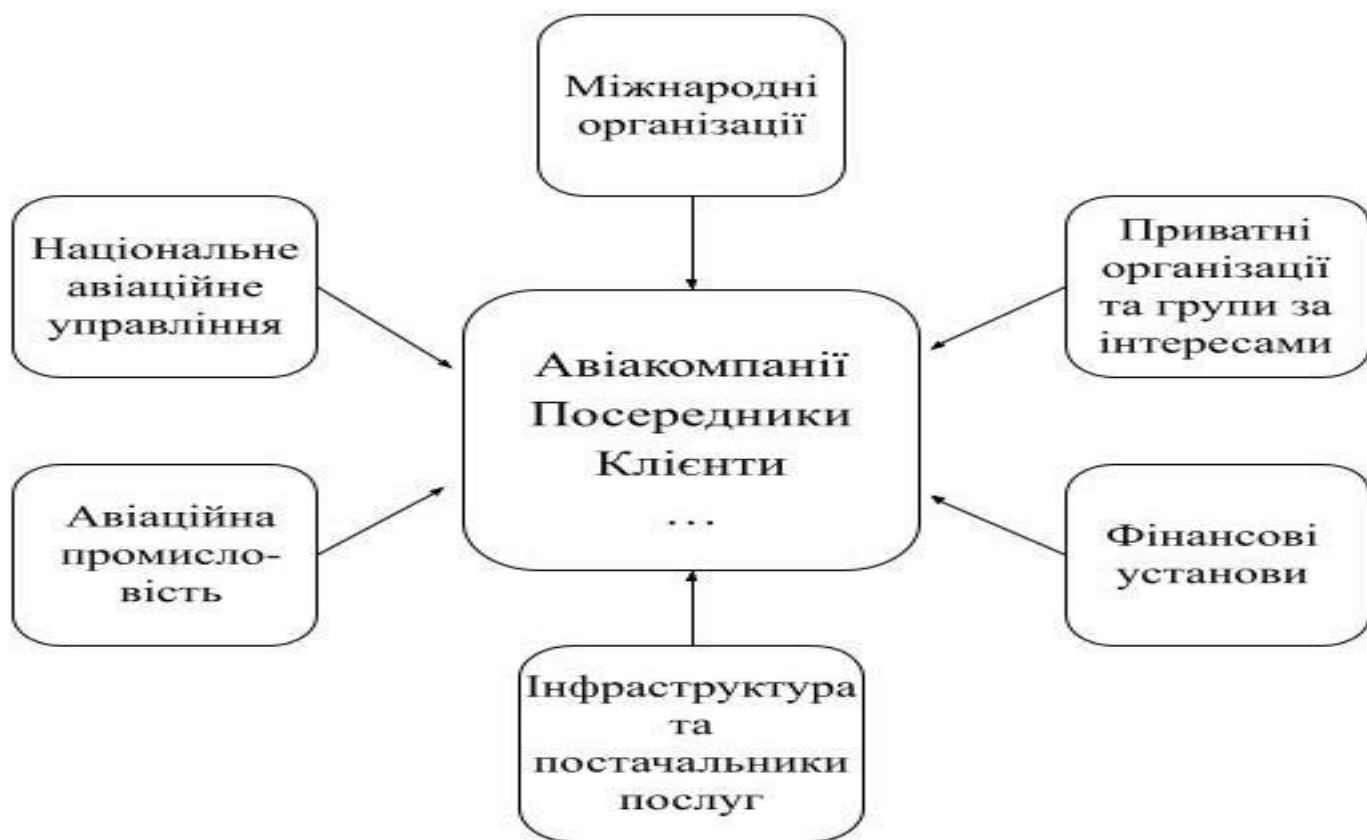 Міжнародні
організації
Національне
авіаційне
управління
Приватні
організації
та групи за
інтересами
Авіакомпанії
Посередники
Клієнти
...
Авіаційна
промисло-
вість
Фінансові
установи
Інфраструктура
та
постачальники
послуг